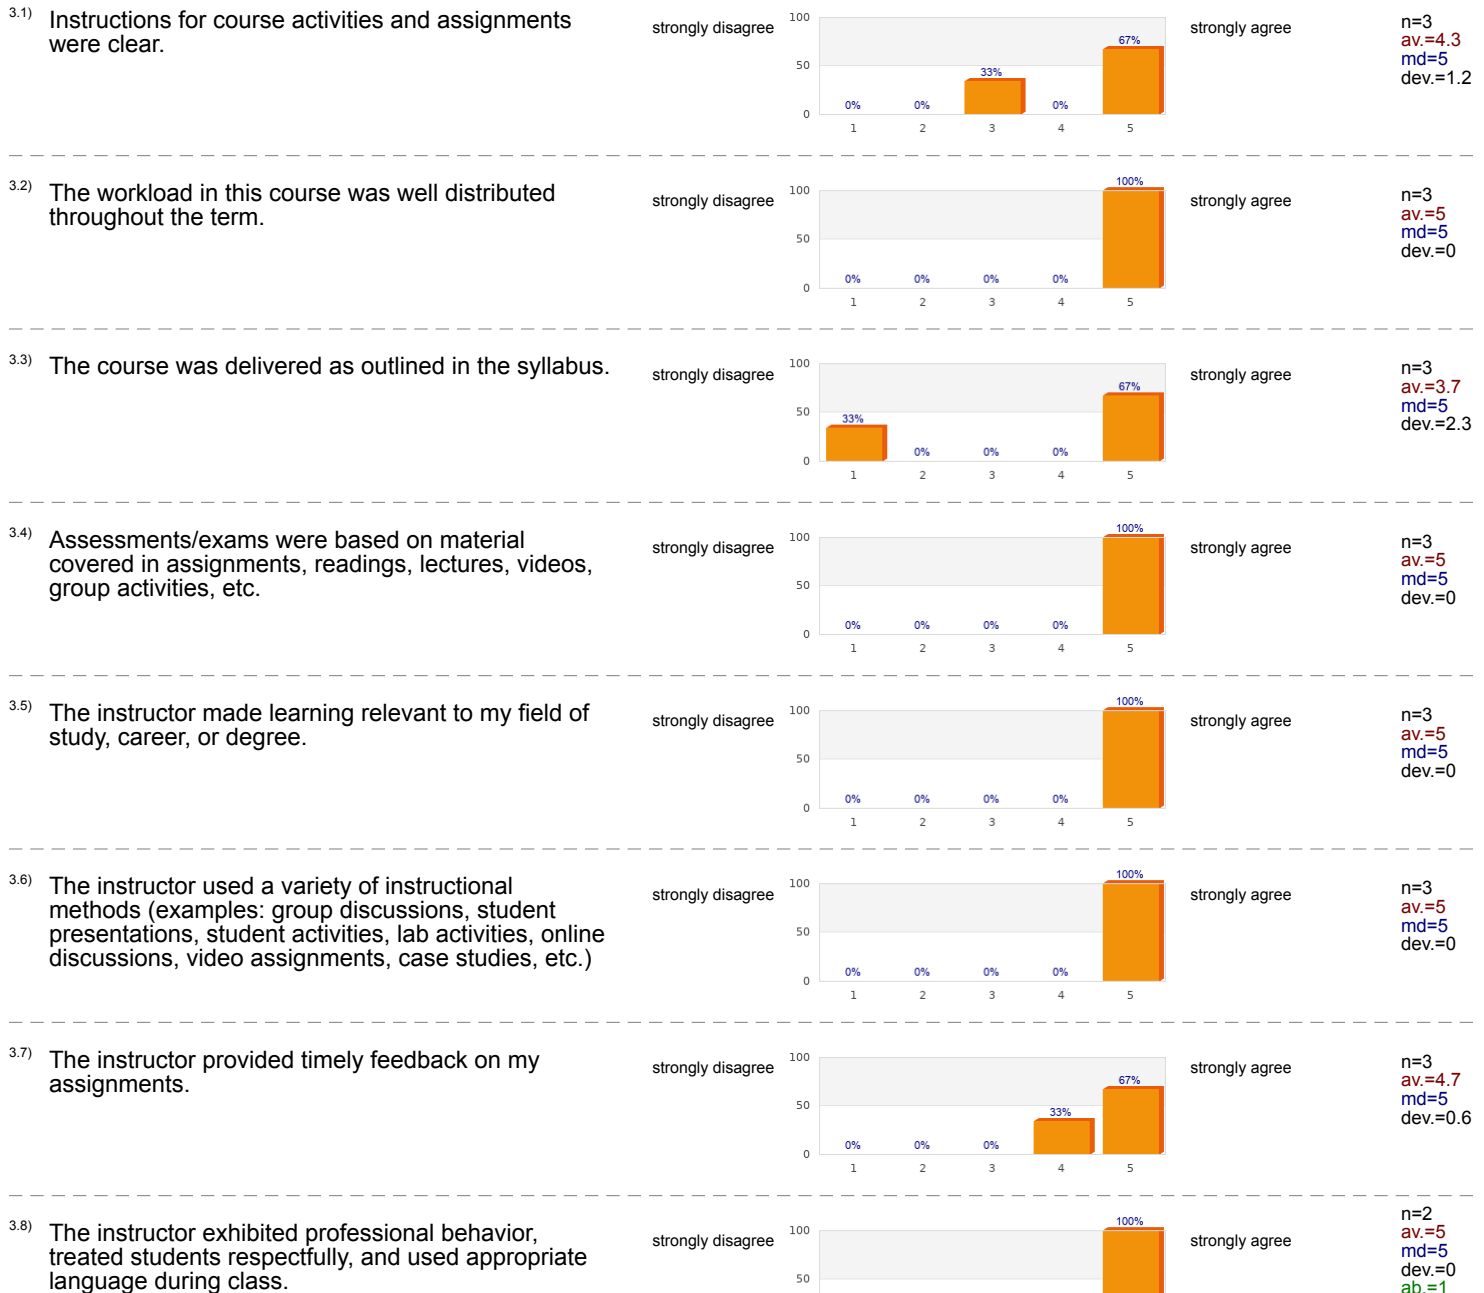 3.1) Instructions for course activities and assignments
were clear.
strongly disagree
100
50
0
0%
0%
33%
0%
67%
1 2 3 4 5
strongly agree
n=3
av.=4.3
md=5
dev.=1.2
3.2) The workload in this course was well distributed
throughout the term.
strongly disagree
100
50
0
0%
0%
0%
0%
100%
1 2 3 4 5
strongly agree
n=3
av.=5
md=5
dev.=0
3.3) The course was delivered as outlined in the syllabus.
strongly disagree
100
50
0
33%
0%
0%
0%
67%
1 2 3 4 5
strongly agree
n=3
av.=3.7
md=5
dev.=2.3
3.4) Assessments/exams were based on material
covered in assignments, readings, lectures, videos,
group activities, etc.
strongly disagree
100
50
0
0%
0%
0%
0%
100%
1 2 3 4 5
strongly agree
n=3
av.=5
md=5
dev.=0
3.5) The instructor made learning relevant to my field of
study, career, or degree.
strongly disagree
100
50
0
0%
0%
0%
0%
100%
1 2 3 4 5
strongly agree
n=3
av.=5
md=5
dev.=0
3.6) The instructor used a variety of instructional
methods (examples: group discussions, student
presentations, student activities, lab activities, online
discussions, video assignments, case studies, etc.)
strongly disagree
100
50
0
0%
0%
0%
0%
100%
1 2 3 4 5
strongly agree
n=3
av.=5
md=5
dev.=0
3.7) The instructor provided timely feedback on my
assignments.
strongly disagree
100
50
0
0%
0%
0%
33%
67%
1 2 3 4 5
strongly agree
n=3
av.=4.7
md=5
dev.=0.6
3.8) The instructor exhibited professional behavior,
treated students respectfully, and used appropriate
language during class.
strongly disagree
100
50
100%
strongly agree
n=2
av.=5
md=5
dev.=0
ab.=1